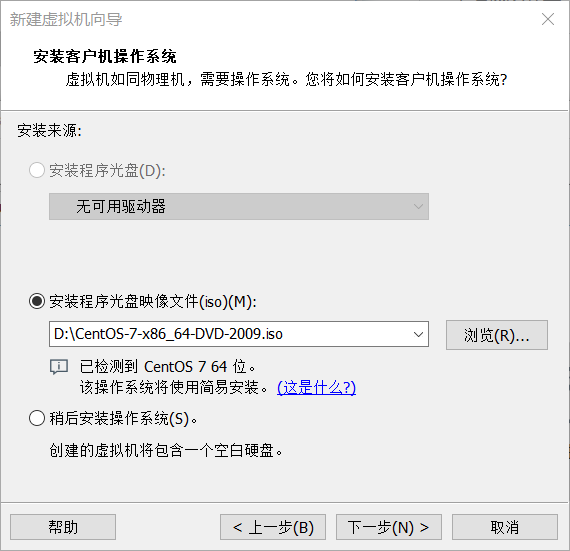 新建虚拟机向导
安装客户机操作系统
虚拟机如同物理机，需要操作系统。您将如何安装客户机操作系统?
安装来源:
安装程序光盘(D):
无可用驱动器
安装程序光盘映像文件(iso)(M):
D:\CentOS-7-x86_64-DVD-2009.iso
浏览(R)...
已检测到 CentOS 7 64 位。
该操作系统将使用简易安装。(这是什么?)
稍后安装操作系统(S)。
创建的虚拟机将包含一个空白硬盘。
帮助
< 上一步(B)
下一步(N) >
取消